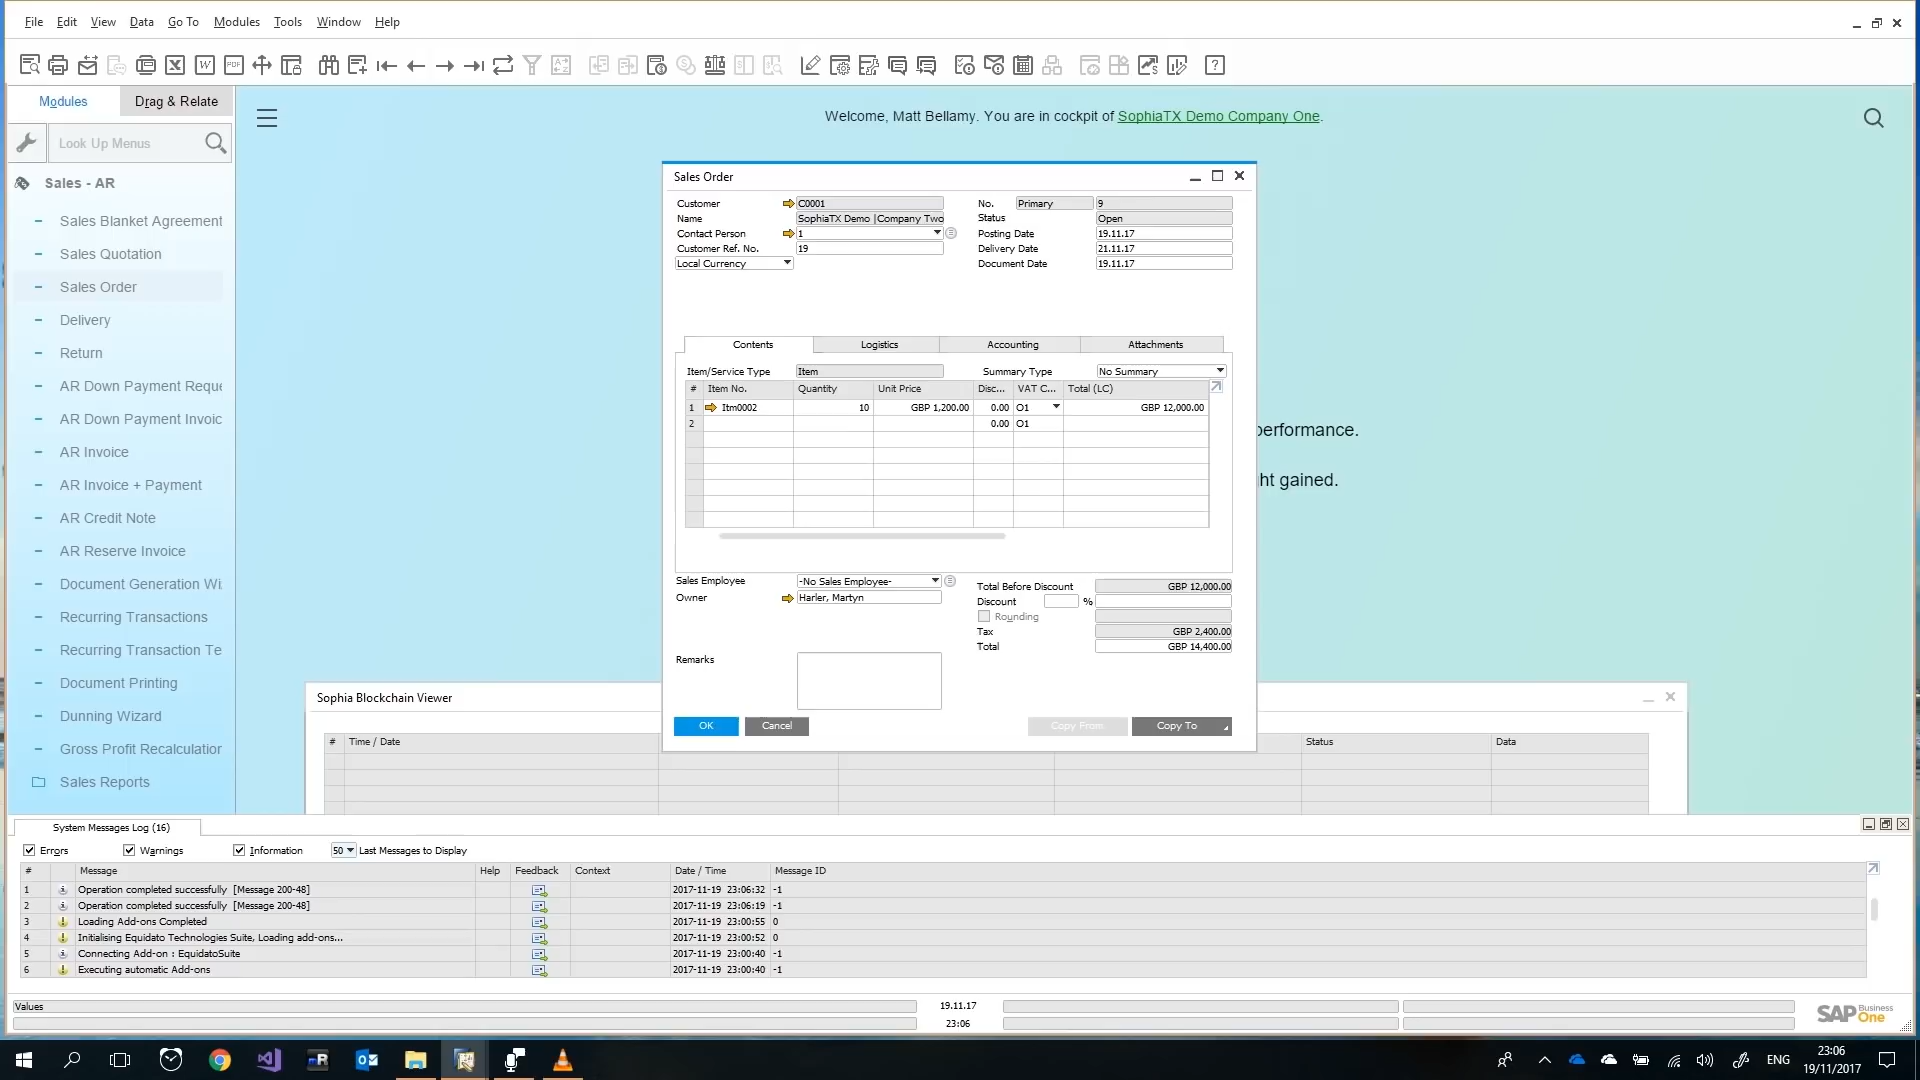 File Edit View Data Go To Modules Tools Window Help
Modules Drag & Relate
Welcome, Matt Bellamy. You are in cockpit of SophiaTX Demo Company One.
Look Up Menus
Sales - AR
Sales Blanket Agreement
Sales Quotation
Sales Order
Delivery
Return
AR Down Payment Reque
AR Down Payment Invoic
AR Invoice
AR Invoice + Payment
AR Credit Note
AR Reserve Invoice
Document Generation Wi
Recurring Transactions
Recurring Transaction Te
Document Printing
Dunning Wizard
Gross Profit Recalculation
Sales Reports
Sales Order
Customer C0001 No. Primary 9
Name SophiaTX Demo |Company Two Status Open
Contact Person 1 Posting Date 19.11.17
Customer Ref. No. 19 Delivery Date 21.11.17
Local Currency Document Date 19.11.17
Contents Logistics Accounting Attachments
Item/Service Type Item Summary Type No Summary
# Item No. Quantity Unit Price Disc... VAT C... Total (LC)
1 Itm0002 10 GBP 1,200.00 0.00 O1 GBP 12,000.00
2 0.00 O1
performance.
ht gained.
Sales Employee -No Sales Employee- Total Before Discount GBP 12,000.00
Owner Harler, Martyn Discount %
Rounding
Tax GBP 2,400.00
Total GBP 14,400.00
Remarks
OK Cancel Copy From Copy To
Sophia Blockchain Viewer
# Time / Date Status Data
System Messages Log (16)
Errors Warnings Information 50 Last Messages to Display
# Message Help Feedback Context Date / Time Message ID
1 Operation completed successfully [Message 200-48] 2017-11-19 23:06:32 -1
2 Operation completed successfully [Message 200-48] 2017-11-19 23:06:19 -1
3 Loading Add-ons Completed 2017-11-19 23:00:55 0
4 Initialising Equidato Technologies Suite, Loading add-ons... 2017-11-19 23:00:52 0
5 Connecting Add-on : EquidatoSuite 2017-11-19 23:00:40 -1
6 Executing automatic Add-ons 2017-11-19 23:00:40 -1
Values 19.11.17
23:06
SAP Business One
ENG 23:06
19/11/2017